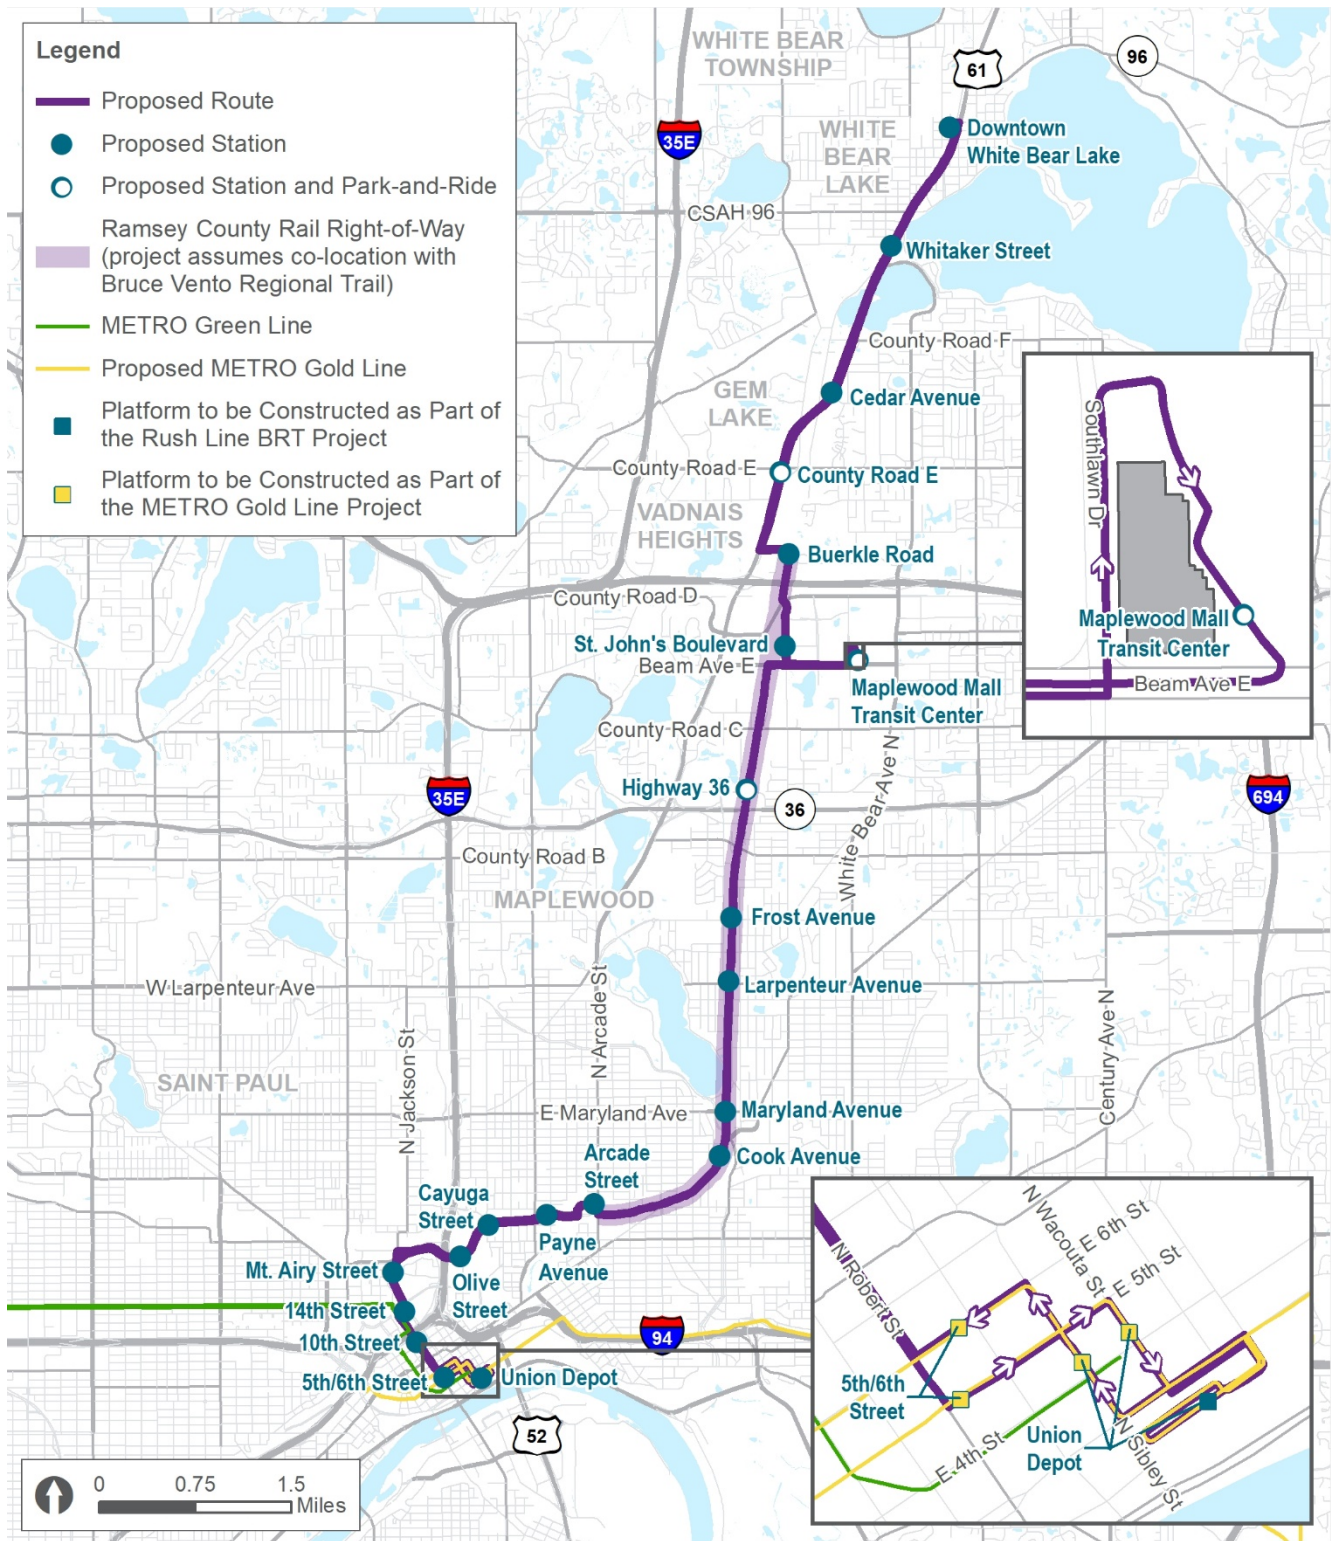 Legend
Proposed Route
Proposed Station
Proposed Station and Park-and-Ride
Ramsey County Rail Right-of-Way
(project assumes co-location with
Bruce Vento Regional Trail)
METRO Green Line
Proposed METRO Gold Line
Platform to be Constructed as Part of
the Rush Line BRT Project
Platform to be Constructed as Part of
the METRO Gold Line Project
WHITE BEAR
TOWNSHIP
61
96
35E
WHITE
BEAR
LAKE
Downtown
White Bear Lake
CSAH 96
Whitaker Street
County Road F
GEM
LAKE
Cedar Avenue
County Road E
County Road E
VADNAIS
HEIGHTS
Buerkle Road
County Road D
St. John's Boulevard
Beam Ave E
Maplewood Mall
Transit Center
County Road C
White Bear Ave N
Highway 36
36
35E
694
County Road B
MAPLEWOOD
Frost Avenue
W Larpenteur Ave
Larpenteur Avenue
N Arcade St
N Jackson St
Century Ave N
SAINT PAUL
E Maryland Ave
Maryland Avenue
Cook Avenue
Arcade
Street
Cayuga
Street
Payne
Avenue
Mt. Airy Street
Olive
Street
14th Street
10th Street
94
5th/6th Street
Union Depot
52
0
0.75
1.5
Miles
Southlawn Dr
Maplewood Mall
Transit Center
Beam Ave E
N Robert St
N Wacouta St
E 6th St
E 5th St
5th/6th
Street
Union
Depot
E 4th St
N Sibley St